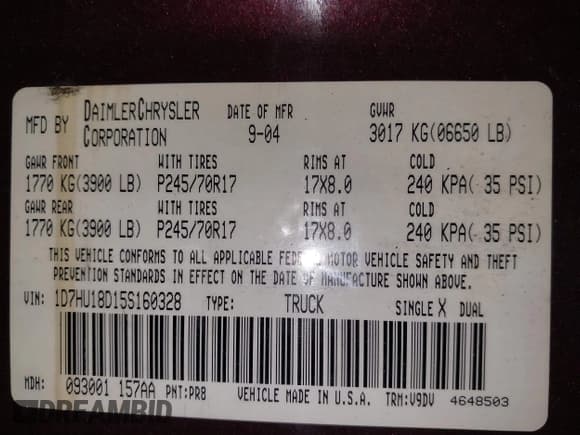 MFD BY DAIMLERCHRYSLER CORPORATION DATE OF MFR 9-04 GVWR 3017 KG(06650 LB)
GAWR FRONT WITH TIRES RIMS AT COLD
1770 KG(3900 LB) P245/70R17 17X8.0 240 KPA( 35 PSI)
GAWR REAR WITH TIRES RIMS AT COLD
1770 KG(3900 LB) P245/70R17 17X8.0 240 KPA( 35 PSI)
THIS VEHICLE CONFORMS TO ALL APPLICABLE FEDERAL MOTOR VEHICLE SAFETY AND THEFT
PREVENTION STANDARDS IN EFFECT ON THE DATE OF MANUFACTURE SHOWN ABOVE.
VIN: 1D7HU18D15S160328 TYPE: TRUCK SINGLE X DUAL
MDH: 093001 157AA PNT:PR8 VEHICLE MADE IN U.S.A. TRM:V9DV 4648503
DREAMBID